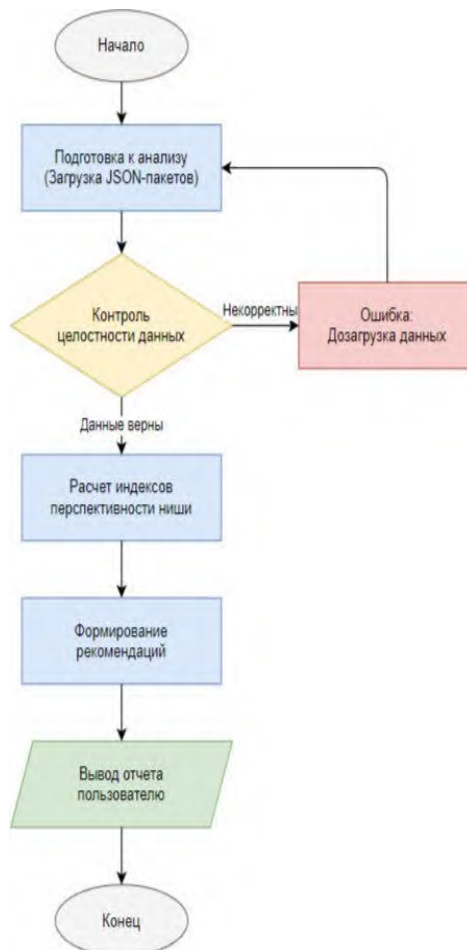 Начало
Подготовка к анализу
(Загрузка JSON-пакетов)
Контроль
целостности данных
Некорректны
Ошибка:
Дозагрузка данных
Данные верны
Расчет индексов
перспективности ниши
Формирование
рекомендаций
Вывод отчета
пользователю
Конец